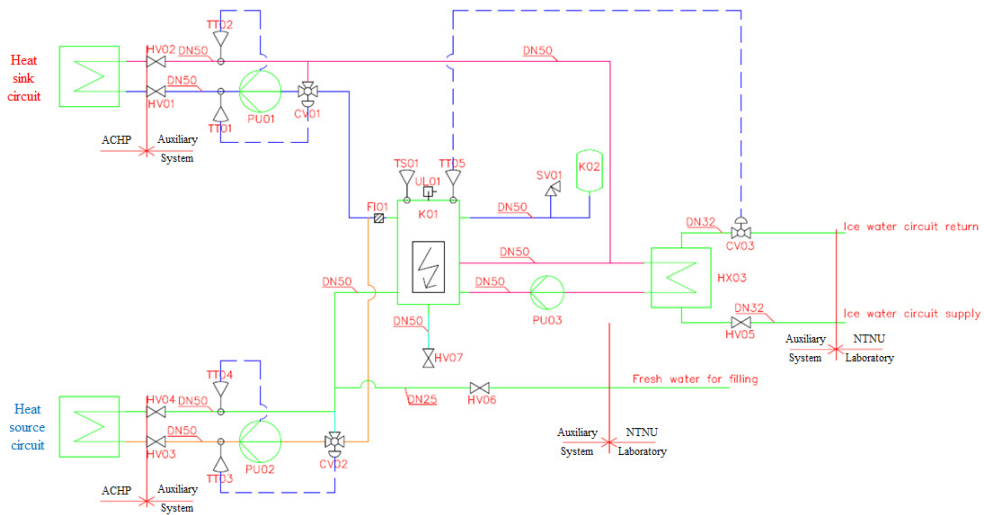 TT02
HV02
DN50
DN50
Heat
sink
circuit
DN50
HV01
PU01
CV01
TT01
ACHP
Auxiliary
System
TS01
TT05
UL01
SV01
K02
FI01
K01
DN32
Ice water circuit return
CV03
DN50
DN50
HX03
DN50
DN50
PU03
DN32
Ice water circuit supply
HV05
DN50
HV07
Auxiliary
System
NTNU
Laboratory
TT04
HV04
DN50
Fresh water for filling
HV06
DN25
Heat
source
circuit
DN50
HV03
PU02
CV02
TT03
Auxiliary
System
NTNU
Laboratory
ACHP
Auxiliary
System